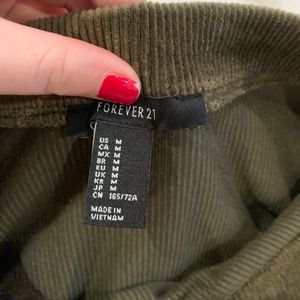 FOREVER 21
US M
CA M
MX M
BR M
EU M
UK M
KR M
JP M
CN 165/72A
MADE IN
VIETNAM